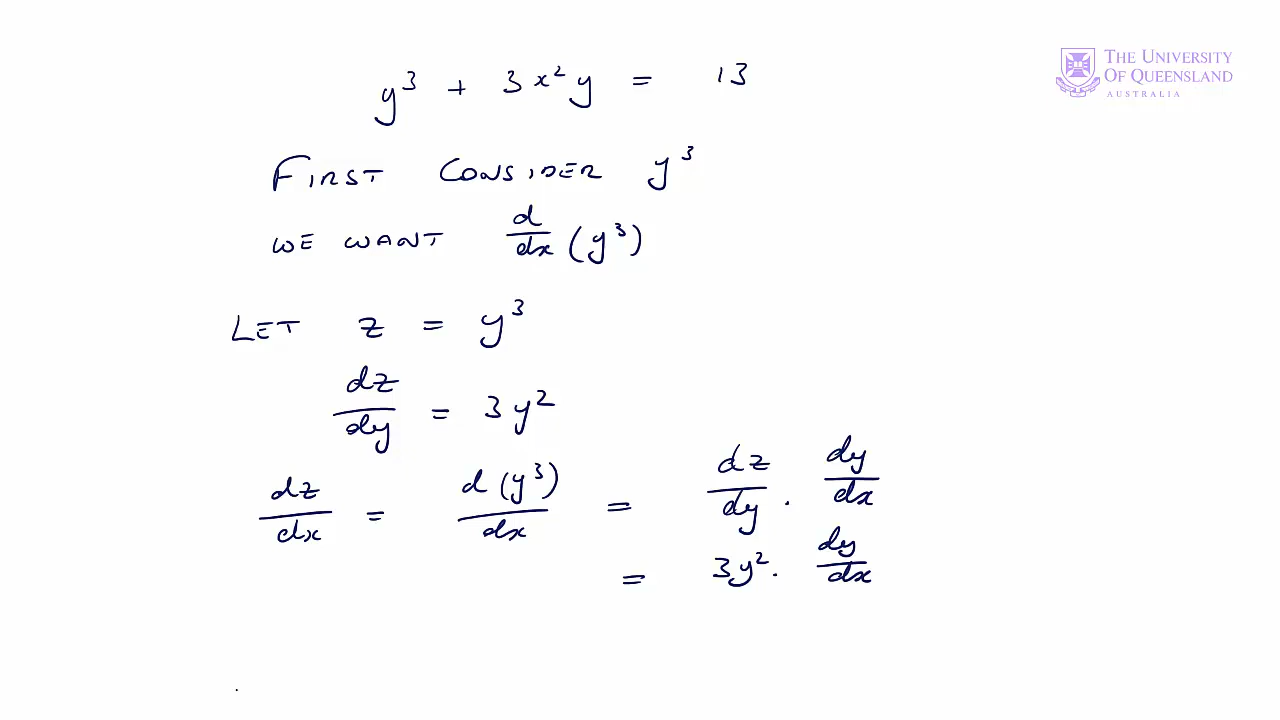 y³ + 3x²y = 13
THE UNIVERSITY
OF QUEENSLAND
AUSTRALIA
FIRST CONSIDER y³
WE WANT d/dx (y³)
LET z = y³
dz/dy = 3y²
dz/dx = d(y³)/dx = dz/dy . dy/dx
= 3y² . dy/dx